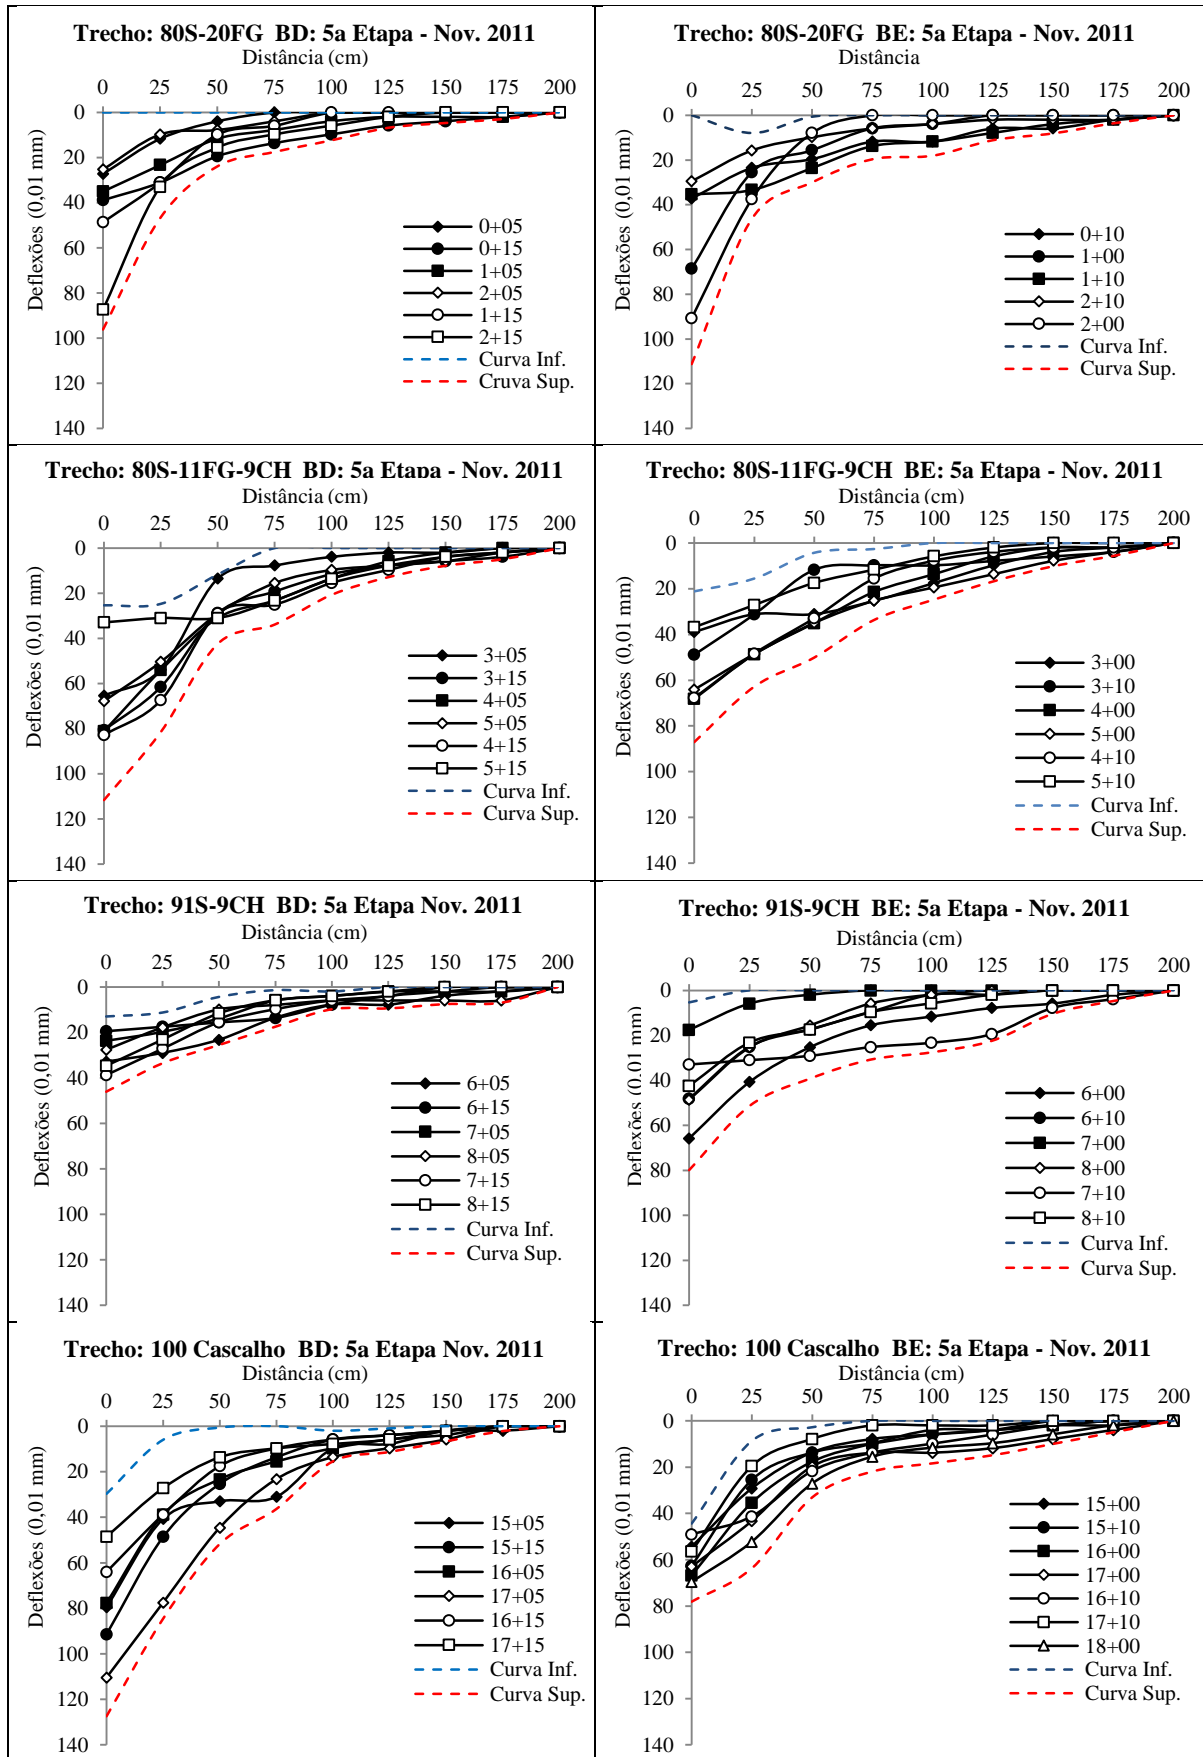 Trecho: 80S-20FG BD: 5a Etapa - Nov. 2011
Distância (cm)
0 25 50 75 100 125 150 175 200
Deflexões (0,01 mm)
0
20
40
60
80
100
120
140
0+05
0+15
1+05
2+05
1+15
2+15
Curva Inf.
Cruva Sup.
Trecho: 80S-20FG BE: 5a Etapa - Nov. 2011
Distância
0 25 50 75 100 125 150 175 200
Deflexões (0,01 mm)
0
20
40
60
80
100
120
140
0+10
1+00
1+10
2+10
2+00
Curva Inf.
Curva Sup.
Trecho: 80S-11FG-9CH BD: 5a Etapa - Nov. 2011
Distância (cm)
0 25 50 75 100 125 150 175 200
Deflexões (0,01 mm)
0
20
40
60
80
100
120
140
3+05
3+15
4+05
5+05
4+15
5+15
Curva Inf.
Curva Sup.
Trecho: 80S-11FG-9CH BE: 5a Etapa - Nov. 2011
Distância (cm)
0 25 50 75 100 125 150 175 200
Deflexões (0,01 mm)
0
20
40
60
80
100
120
140
3+00
3+10
4+00
5+00
4+10
5+10
Curva Inf.
Curva Sup.
Trecho: 91S-9CH BD: 5a Etapa Nov. 2011
Distância (cm)
0 25 50 75 100 125 150 175 200
Deflexões (0,01 mm)
0
20
40
60
80
100
120
140
6+05
6+15
7+05
8+05
7+15
8+15
Curva Inf.
Curva Sup.
Trecho: 91S-9CH BE: 5a Etapa - Nov. 2011
Distância (cm)
0 25 50 75 100 125 150 175 200
Deflexões (0,01 mm)
0
20
40
60
80
100
120
140
6+00
6+10
7+00
8+00
7+10
8+10
Curva Inf.
Curva Sup.
Trecho: 100 Cascalho BD: 5a Etapa Nov. 2011
Distância (cm)
0 25 50 75 100 125 150 175 200
Deflexões (0,01 mm)
0
20
40
60
80
100
120
140
15+05
15+15
16+05
17+05
16+15
17+15
Curva Inf.
Curva Sup.
Trecho: 100 Cascalho BE: 5a Etapa - Nov. 2011
Distância (cm)
0 25 50 75 100 125 150 175 200
Deflexões (0,01 mm)
0
20
40
60
80
100
120
140
15+00
15+10
16+00
17+00
16+10
17+10
18+00
Curva Inf.
Curva Sup.